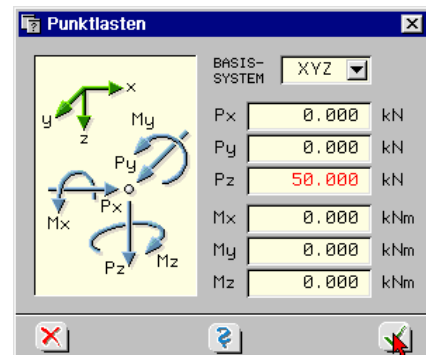 Punktlasten
BASIS-
SYSTEM XYZ
x
y
z
My
Py
Px
Mx
Pz
Mz
Px 0.000 kN
Py 0.000 kN
Pz 50.000 kN
Mx 0.000 kNm
My 0.000 kNm
Mz 0.000 kNm